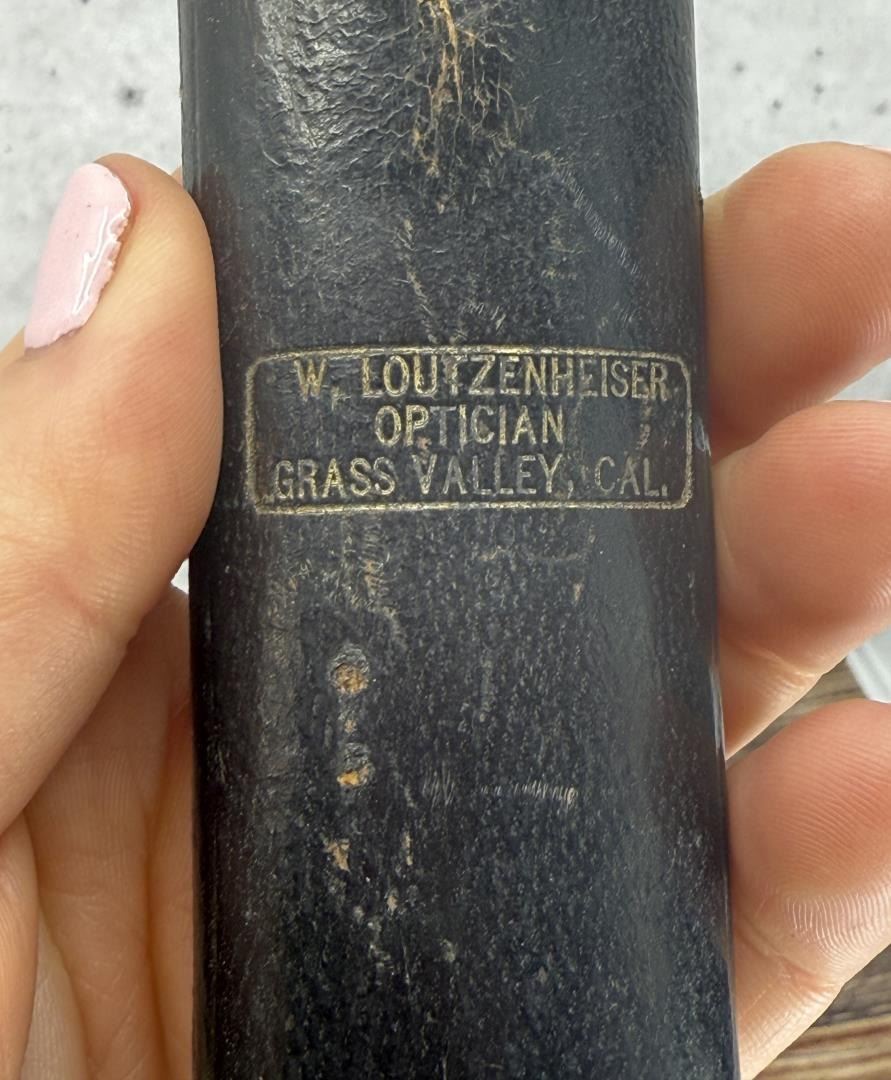 W. LOUTZENHEISER
OPTICIAN
GRASS VALLEY, CAL.